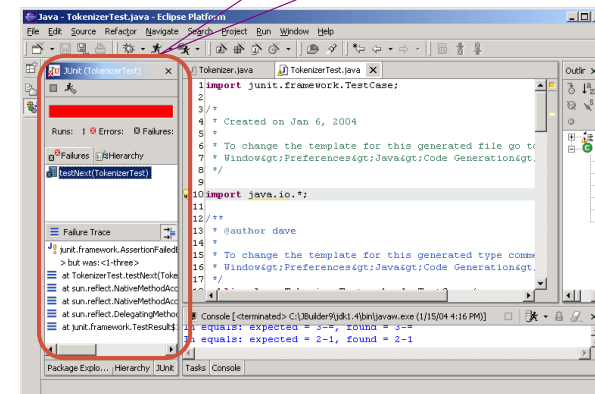 Java - TokenizerTest.java - Eclipse Platform
File Edit Source Refactor Navigate Search Project Run Window Help
JUnit (TokenizerTest)
Tokenizer.java TokenizerTest.java
Outlin
Runs: 1 Errors: Failures:
Failures Hierarchy
testNext(TokenizerTest)
Failure Trace
junit.framework.AssertionFailedE
> but was:<1-three>
at TokenizerTest.testNext(Toke
at sun.reflect.NativeMethodAcc
at sun.reflect.NativeMethodAcc
at sun.reflect.DelegatingMethod
at junit.framework.TestResult$
Package Explo... Hierarchy JUnit
1 import junit.framework.TestCase;
2
3 /*
4 * Created on Jan 6, 2004
5 *
6 * To change the template for this generated file go to
7 * Window&gt;Preferences&gt;Java&gt;Code Generation&gt.
8 */
9
10 import java.io.*;
11
12 /**
13 * @author dave
14 *
15 * To change the template for this generated type comme
16 * Window&gt;Preferences&gt;Java&gt;Code Generation&gt.
17 */
Console [<terminated> C:\JBuilder9\jdk1.4\bin\javaw.exe (1/15/04 4:16 PM)]
In equals: expected = 3-=, found = 3-=
In equals: expected = 2-1, found = 2-1
Tasks Console